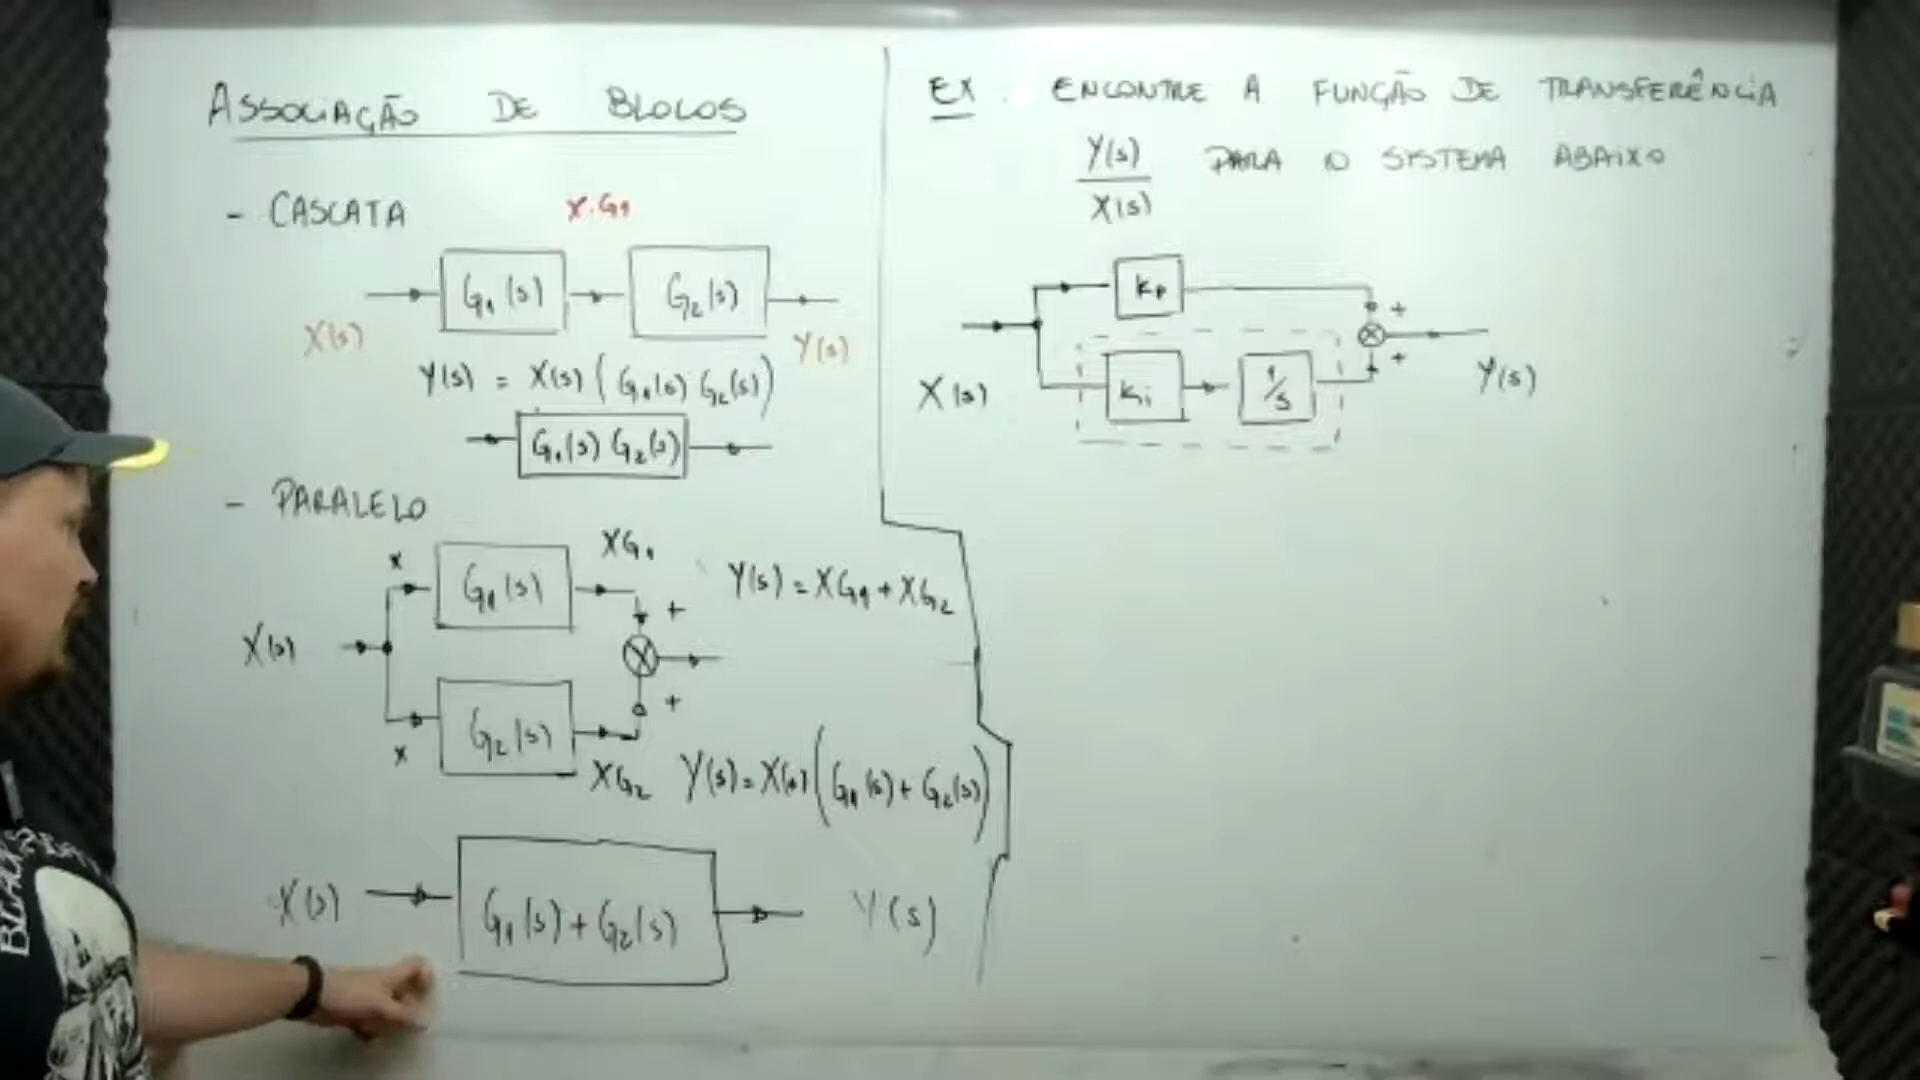 ASSOCIAÇÃO DE BLOCOS
- CASCATA
X.G1
G1(s) G2(s)
X(s) Y(s)
Y(s) = X(s) (G1(s) G2(s))
G1(s) G2(s)
- PARALELO
x G1(s) XG1
Y(s) = XG1 + XG2
+
X(s)
+
x G2(s) XG2
Y(s) = X(s) (G1(s) + G2(s))
X(s) G1(s) + G2(s) Y(s)
EX. ENCONTRE A FUNÇÃO DE TRANSFERÊNCIA
Y(s)/X(s) PARA O SISTEMA ABAIXO
kp
+
+
X(s) ki 1/s Y(s)